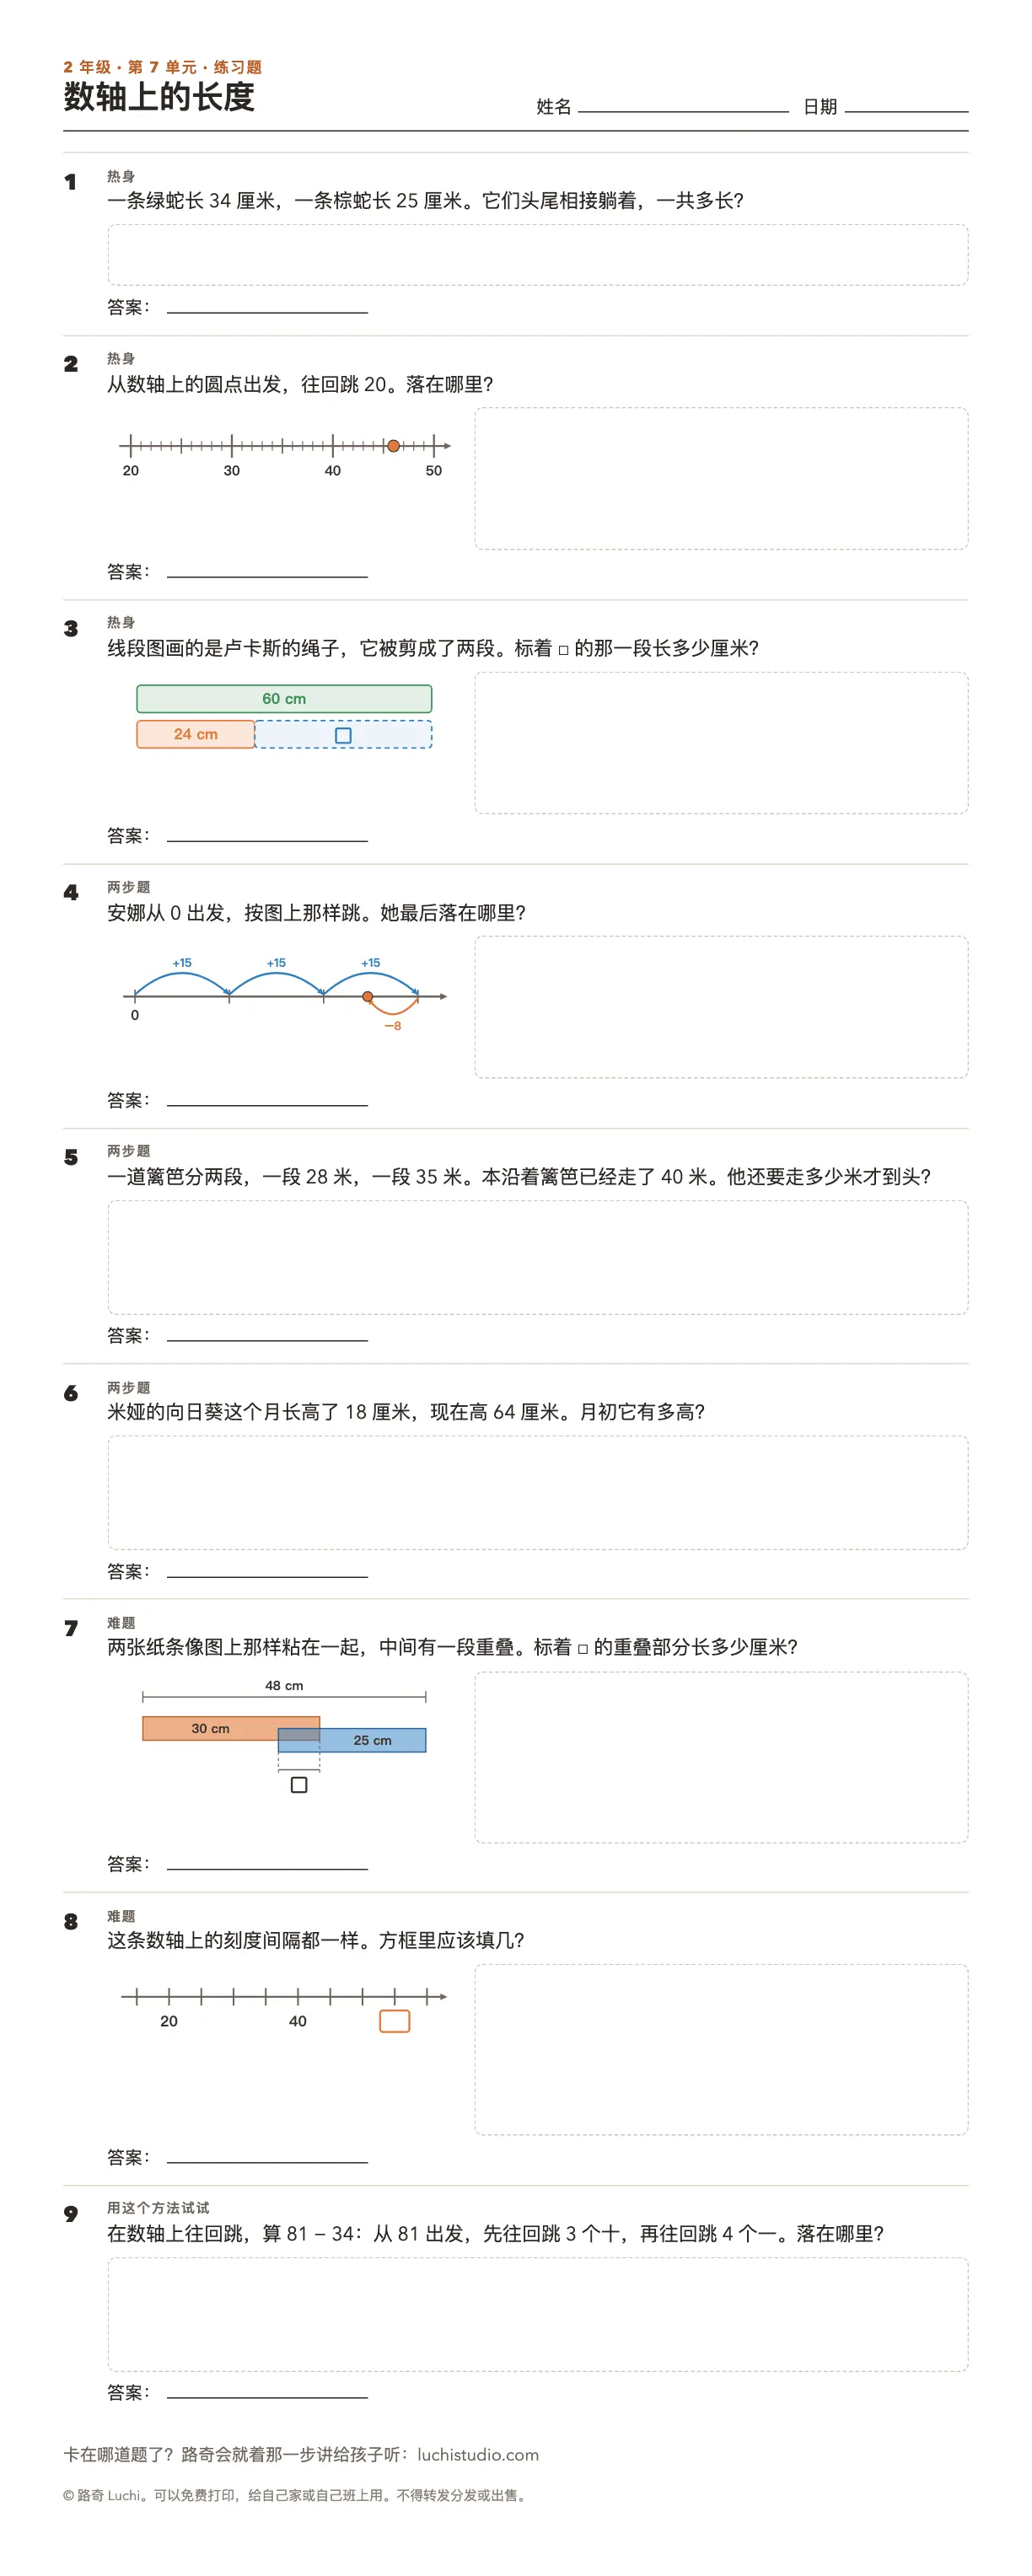 2 年级 · 第 7 单元 · 练习题
数轴上的长度
姓名
日期
1
热身
一条绿蛇长 34 厘米，一条棕蛇长 25 厘米。它们头尾相接躺着，一共多长？
答案：
2
热身
从数轴上的圆点出发，往回跳 20。落在哪里？
20 30 40 50
答案：
3
热身
线段图画的是卢卡斯的绳子，它被剪成了两段。标着 □ 的那一段长多少厘米？
60 cm
24 cm
答案：
4
两步题
安娜从 0 出发，按图上那样跳。她最后落在哪里？
+15 +15 +15
0
−8
答案：
5
两步题
一道篱笆分两段，一段 28 米，一段 35 米。本沿着篱笆已经走了 40 米。他还要走多少米才到头？
答案：
6
两步题
米娅的向日葵这个月长高了 18 厘米，现在高 64 厘米。月初它有多高？
答案：
7
难题
两张纸条像图上那样粘在一起，中间有一段重叠。标着 □ 的重叠部分长多少厘米？
48 cm
30 cm
25 cm
答案：
8
难题
这条数轴上的刻度间隔都一样。方框里应该填几？
20 40
答案：
9
用这个方法试试
在数轴上往回跳，算 81 − 34：从 81 出发，先往回跳 3 个十，再往回跳 4 个一。落在哪里？
答案：
卡在哪道题了？路奇会就着那一步讲给孩子听：luchistudio.com
© 路奇 Luchi。可以免费打印，给自己家或自己班上用。不得转发分发或出售。